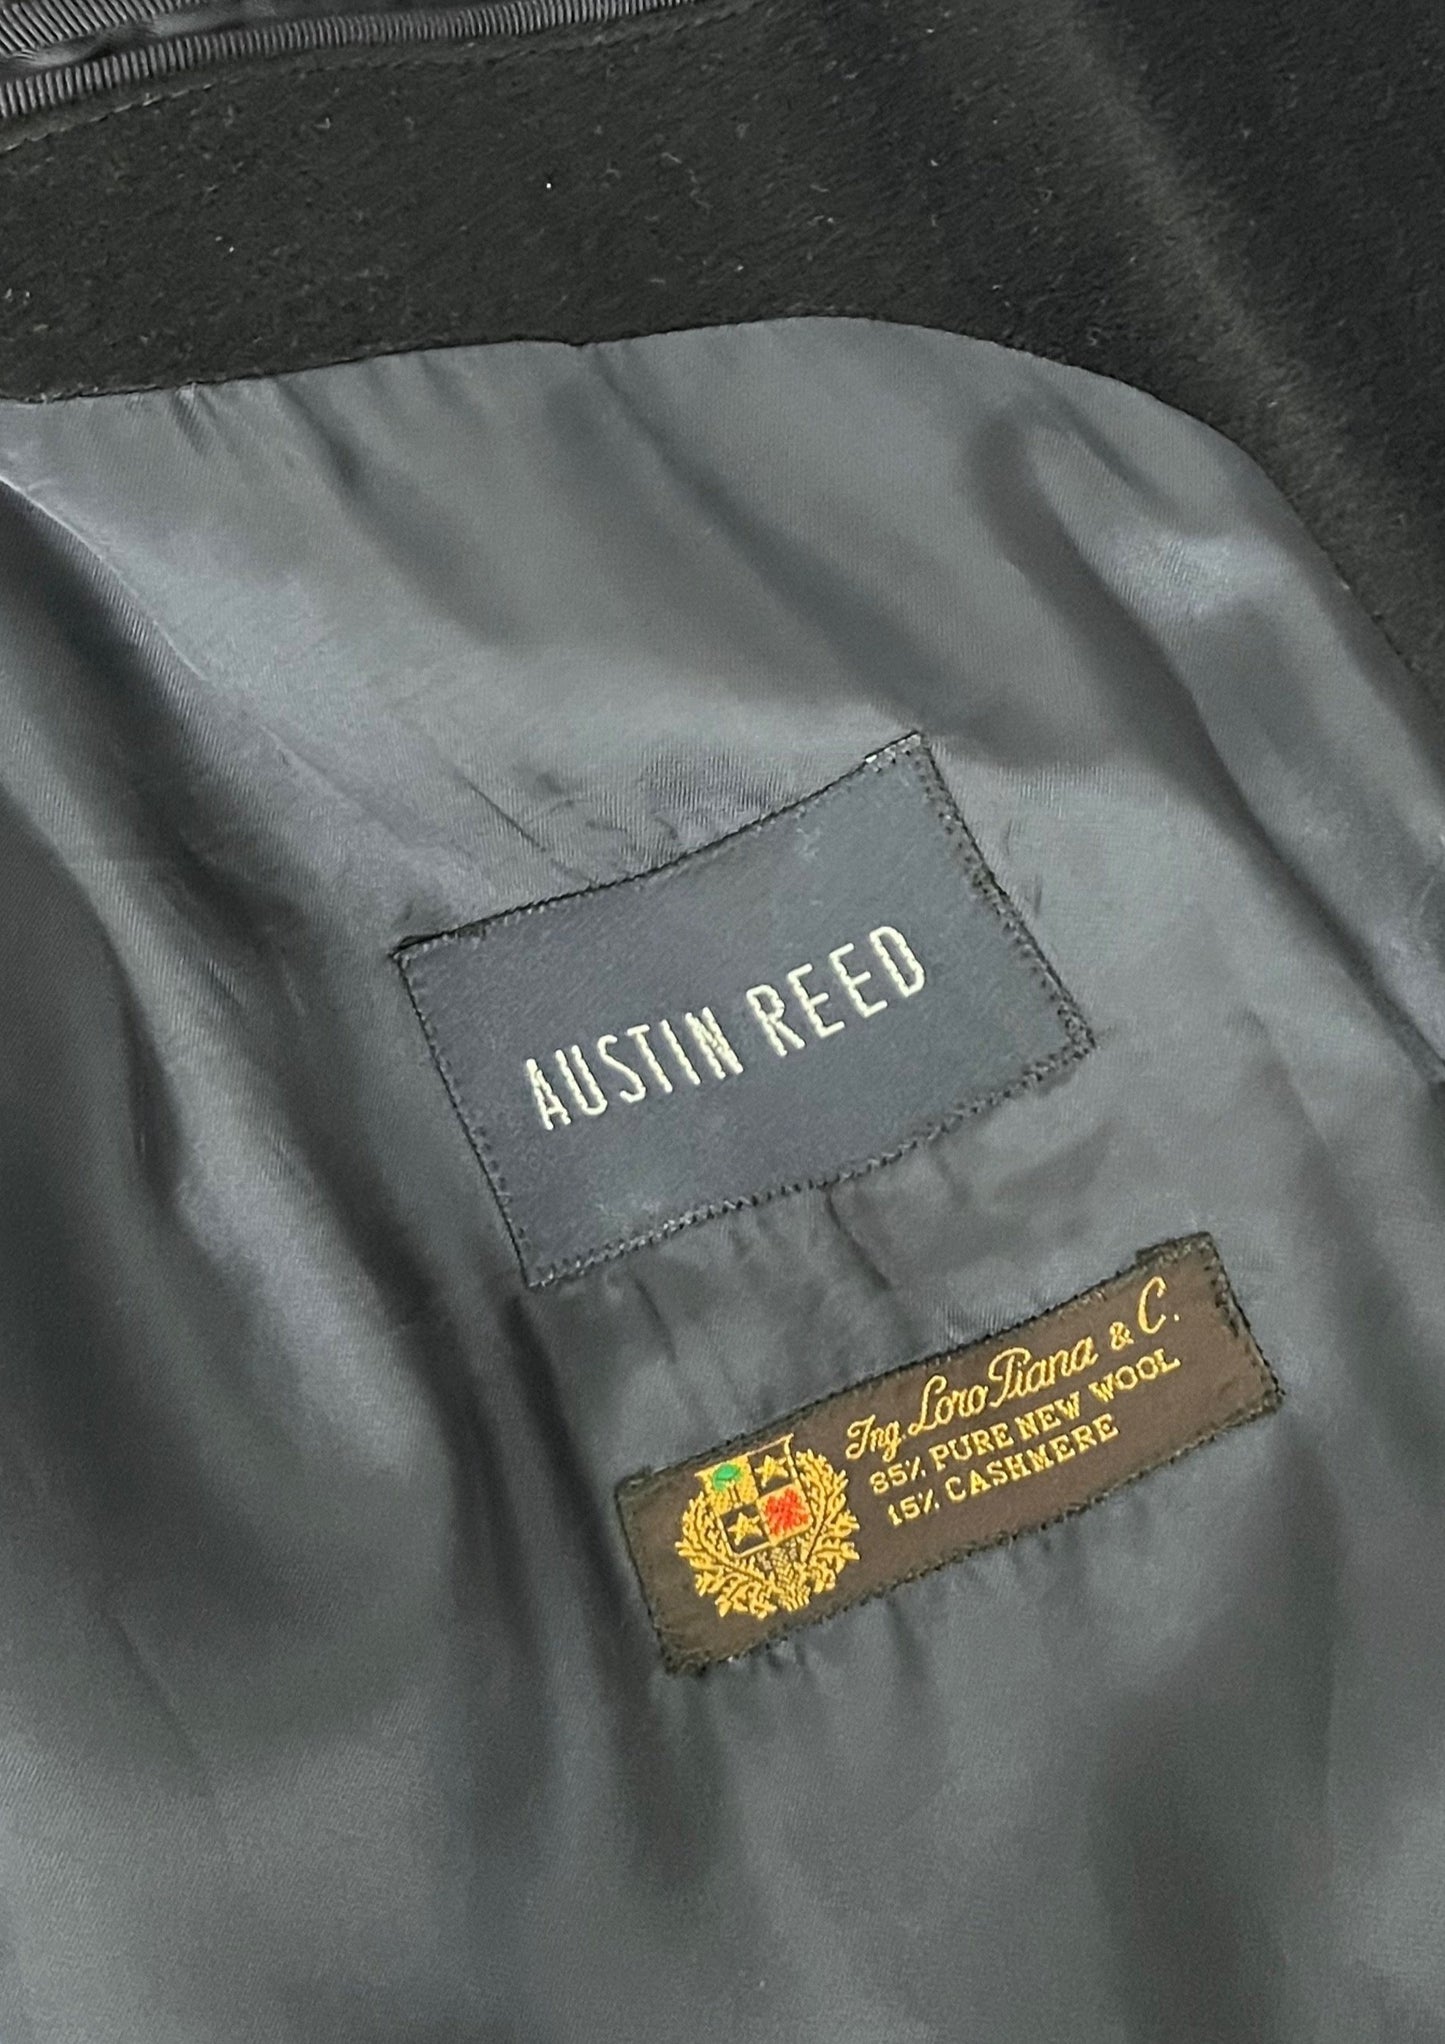 AUSTIN REED
Ing. Loro Piana & C.
85% PURE NEW WOOL
15% CASHMERE